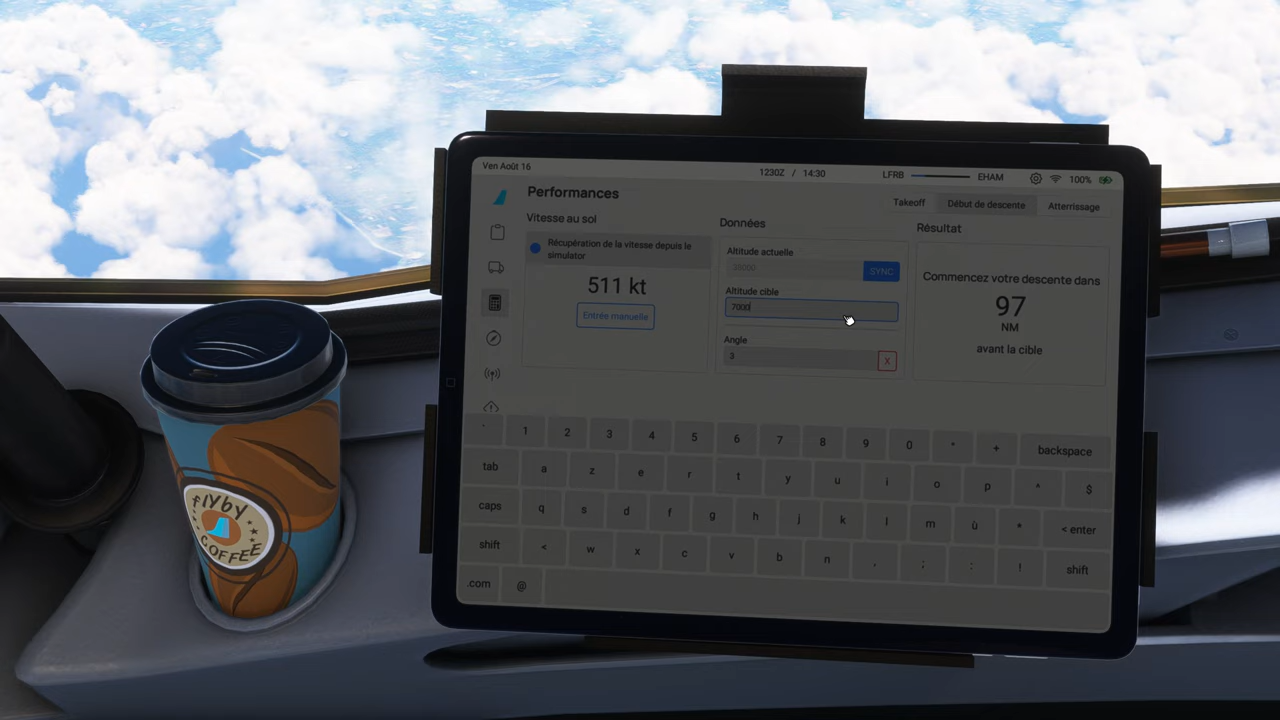 Ven Août 16
1230Z / 14:30
LFRB
EHAM
100%
Performances
Takeoff
Début de descente
Atterrissage
Vitesse au sol
Récupération de la vitesse depuis le
simulator
511 kt
Entrée manuelle
Données
Altitude actuelle
35000
SYNC
Altitude cible
7000
Angle
3
X
Résultat
Commencez votre descente dans
97
NM
avant la cible
1 2 3 4 5 6 7 8 9 0 ° + backspace
tab a z e r t y u i o p ^ $
caps q s d f g h j k l m ù * < enter
shift < w x c v b n , ; : ! shift
.com @
flyby
COFFEE